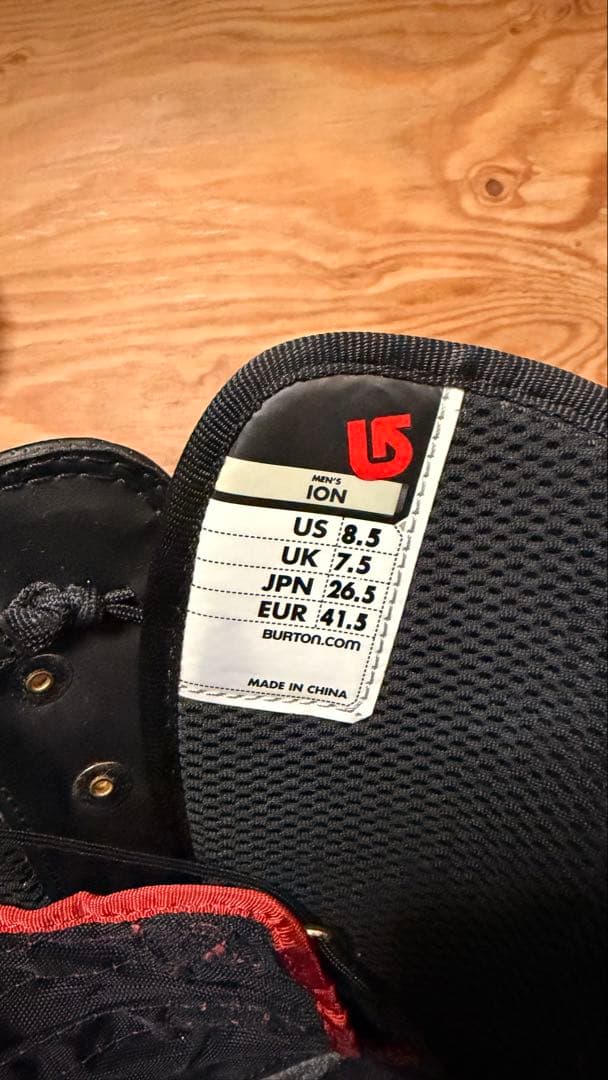 MEN'S
ION
US 8.5
UK 7.5
JPN 26.5
EUR 41.5
BURTON.COM
MADE IN CHINA